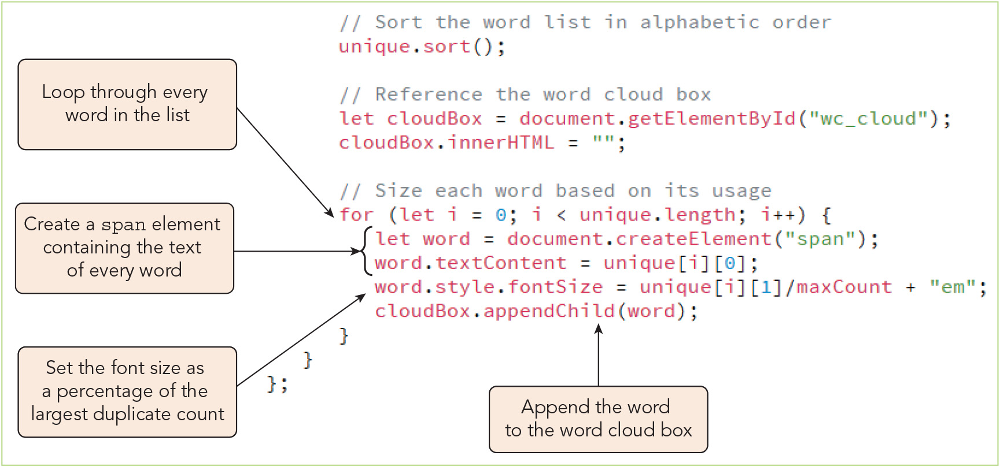 // Sort the word list in alphabetic order
unique.sort();
// Reference the word cloud box
let cloudBox = document.getElementById("wc_cloud");
cloudBox.innerHTML = "";
// Size each word based on its usage
for (let i = 0; i < unique.length; i++) {
let word = document.createElement("span");
word.textContent = unique[i][0];
word.style.fontSize = unique[i][1]/maxCount + "em";
cloudBox.appendChild(word);
}
}
};
Loop through every
word in the list
Create a span element
containing the text
of every word
Set the font size as
a percentage of the
largest duplicate count
Append the word
to the word cloud box